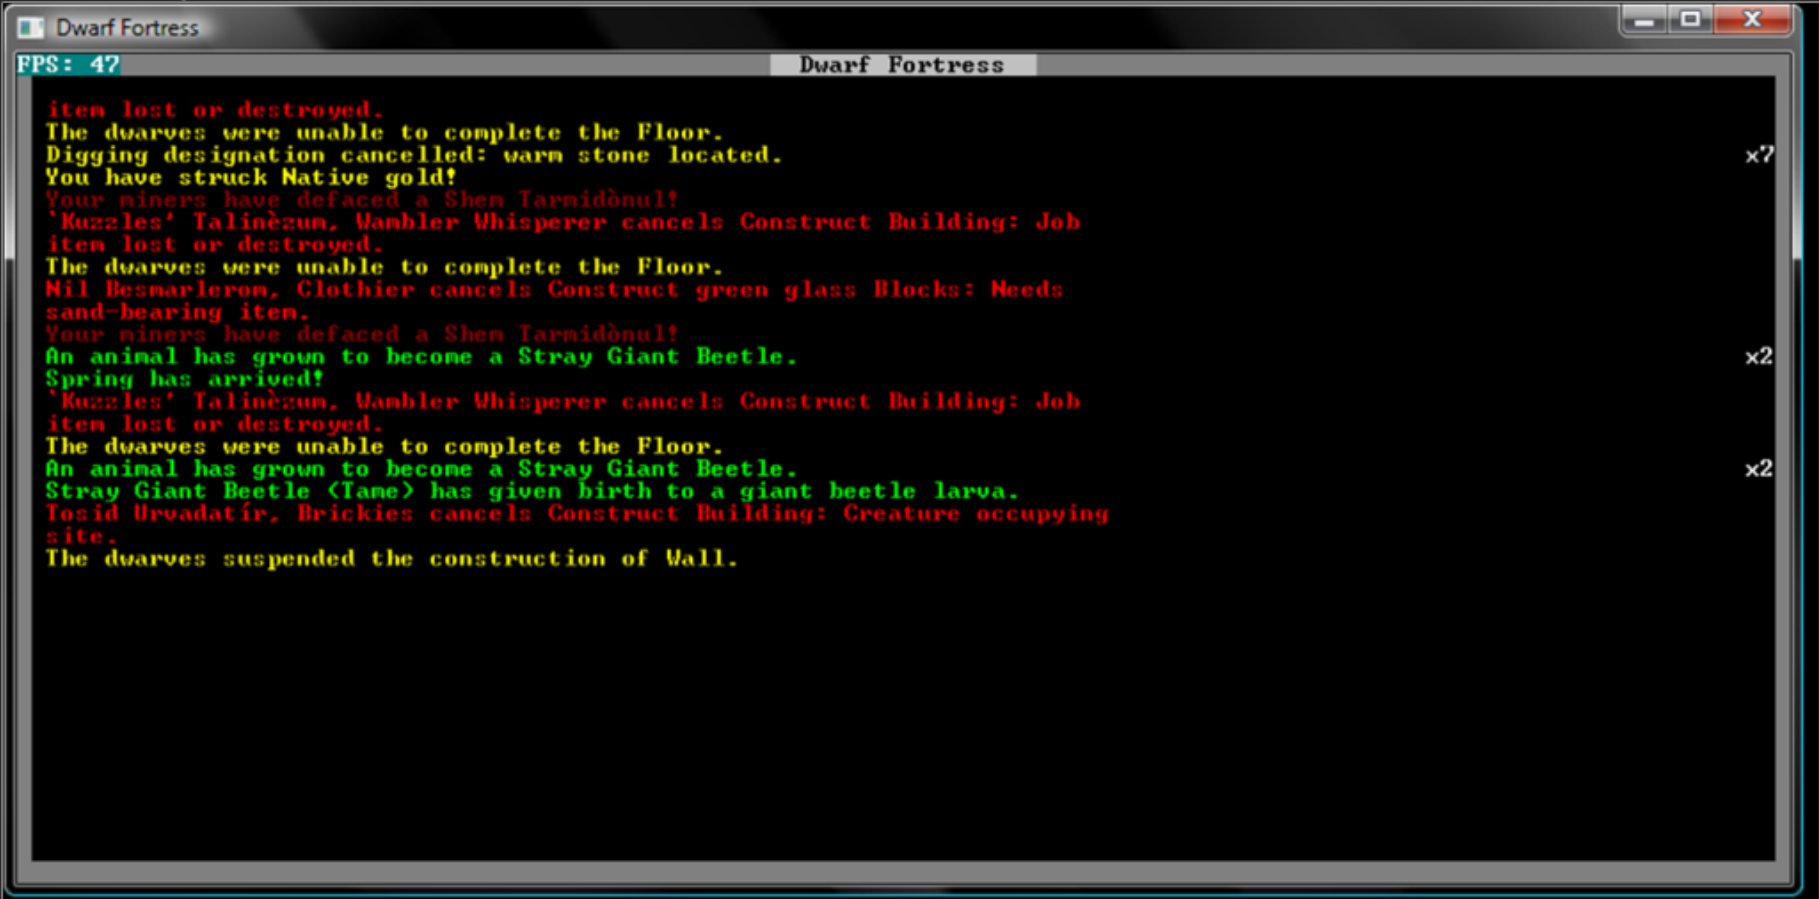 Dwarf Fortress
FPS: 47
Dwarf Fortress
item lost or destroyed.
The dwarves were unable to complete the Floor.
Digging designation cancelled: warm stone located. x7
You have struck Native gold!
Your miners have defaced a Shem Tarmidònul!
`Kuzzles' Talinèzum, Wambler Whisperer cancels Construct Building: Job
item lost or destroyed.
The dwarves were unable to complete the Floor.
Nil Besmarlerom, Clothier cancels Construct green glass Blocks: Needs
sand-bearing item.
Your miners have defaced a Shem Tarmidònul!
An animal has grown to become a Stray Giant Beetle. x2
Spring has arrived!
`Kuzzles' Talinèzum, Wambler Whisperer cancels Construct Building: Job
item lost or destroyed.
The dwarves were unable to complete the Floor.
An animal has grown to become a Stray Giant Beetle. x2
Stray Giant Beetle (Tame) has given birth to a giant beetle larva.
Tosid Urvadatír, Brickies cancels Construct Building: Creature occupying
site.
The dwarves suspended the construction of Wall.